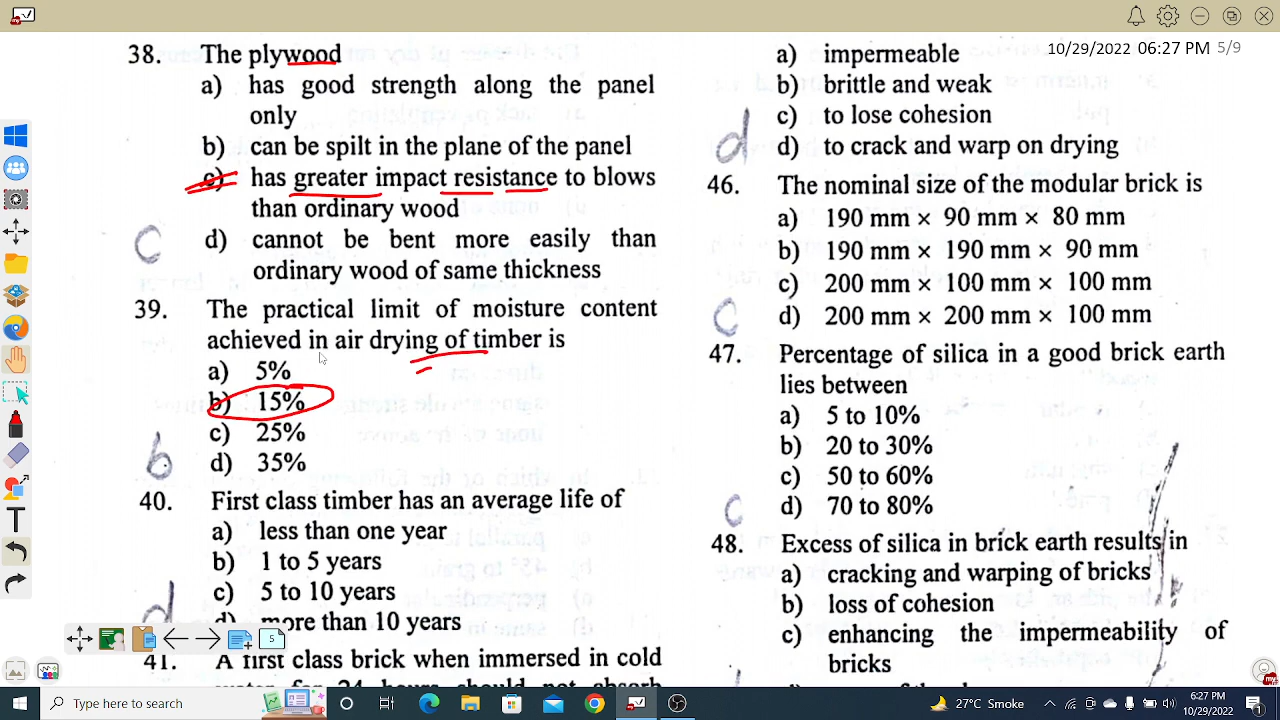 10/29/2022 06:27 PM 5/9
38. The plywood
a) has good strength along the panel
only
b) can be spilt in the plane of the panel
c) has greater impact resistance to blows
than ordinary wood
C
d) cannot be bent more easily than
ordinary wood of same thickness
39. The practical limit of moisture content
achieved in air drying of timber is
a) 5%
b) 15%
c) 25%
b
d) 35%
40. First class timber has an average life of
a) less than one year
b) 1 to 5 years
c) 5 to 10 years
d
d) more than 10 years
5
41. A first class brick when immersed in cold
water for 24 hours should not absorb
a) impermeable
b) brittle and weak
c) to lose cohesion
d
d) to crack and warp on drying
46. The nominal size of the modular brick is
a) 190 mm × 90 mm × 80 mm
b) 190 mm × 190 mm × 90 mm
c) 200 mm × 100 mm × 100 mm
C
d) 200 mm × 200 mm × 100 mm
47. Percentage of silica in a good brick earth
lies between
a) 5 to 10%
b) 20 to 30%
c) 50 to 60%
C
d) 70 to 80%
48. Excess of silica in brick earth results in
a) cracking and warping of bricks
b) loss of cohesion
c) enhancing the impermeability of
bricks
Type here to search
27°C Smoke
6:27 PM
10/29/2022